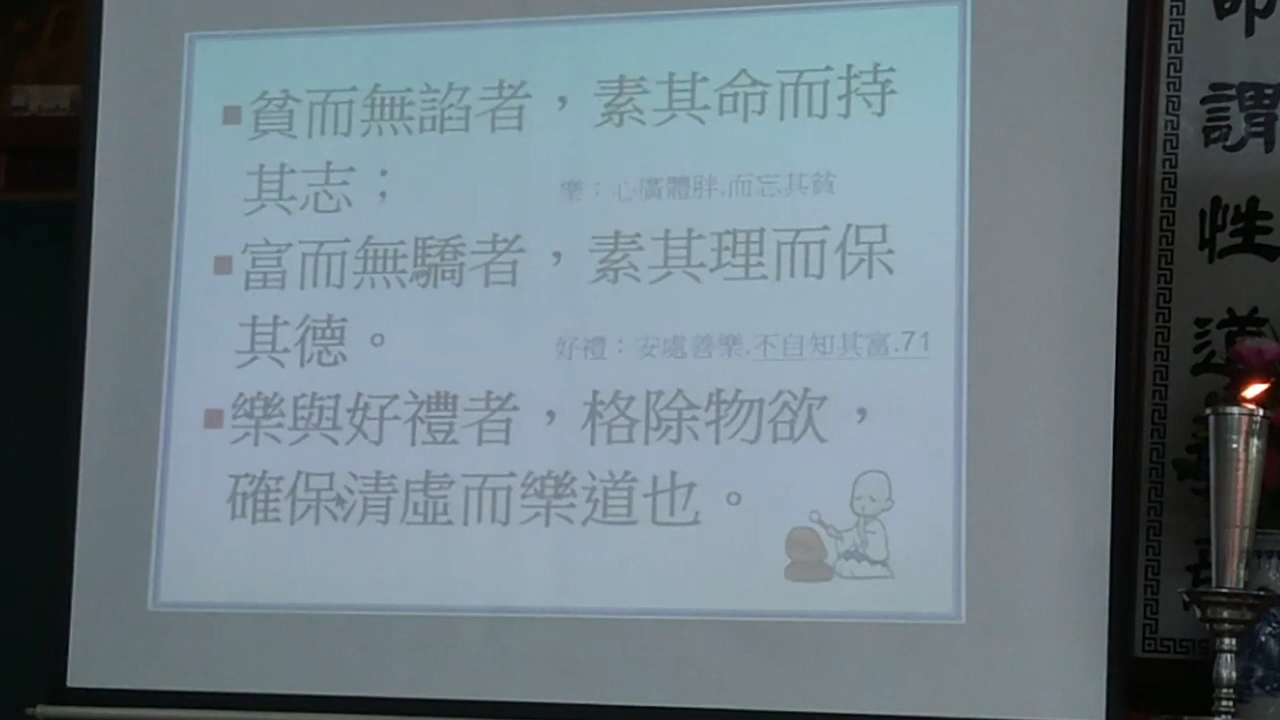 貧而無諂者，素其命而持
其志；
樂：心廣體胖.而忘其貧
富而無驕者，素其理而保
其德。
好禮：安處善樂.不自知其富.71
樂與好禮者，格除物欲，
確保清虛而樂道也。
命
謂
性
道